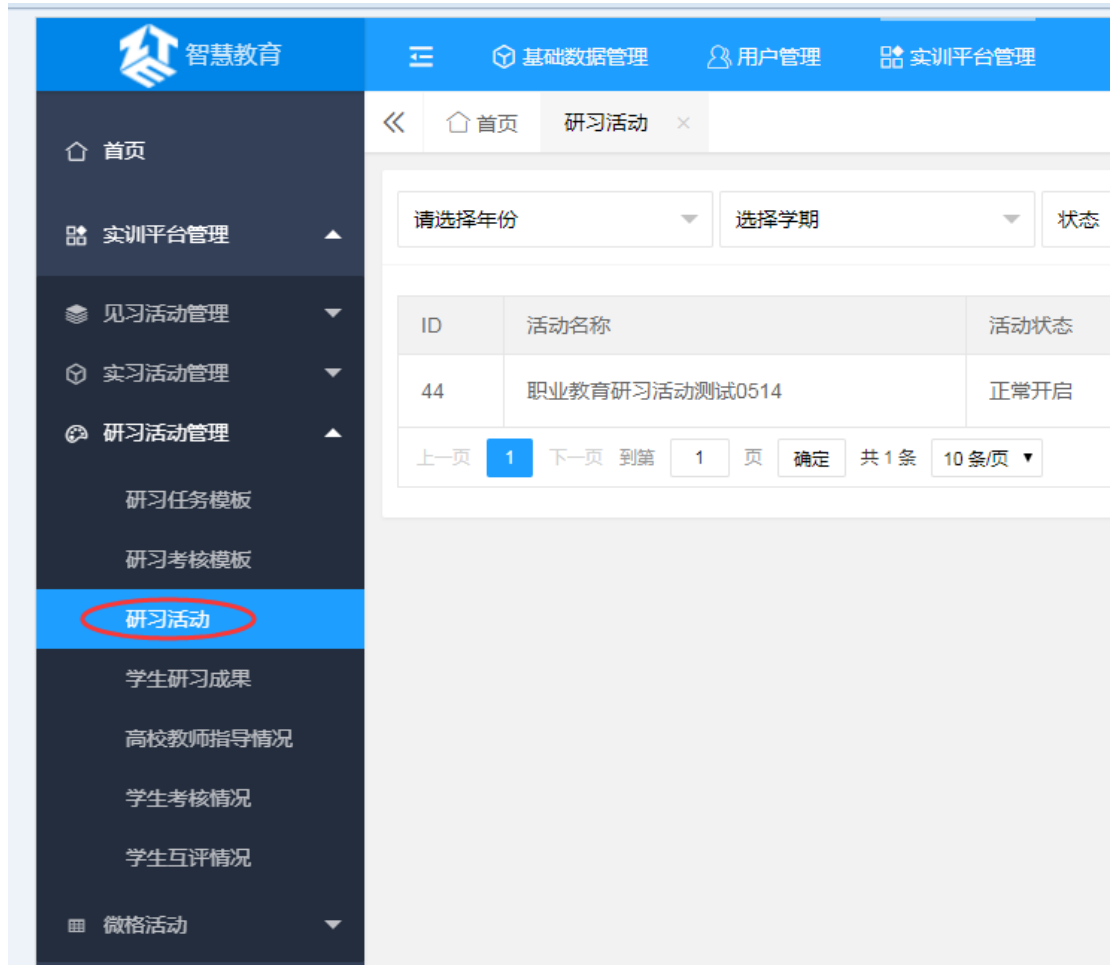 智慧教育
基础数据管理 用户管理 实训平台管理
首页 研习活动
首页
实训平台管理
见习活动管理
实习活动管理
研习活动管理
研习任务模板
研习考核模板
研习活动
学生研习成果
高校教师指导情况
学生考核情况
学生互评情况
微格活动
请选择年份 选择学期 状态
ID 活动名称 活动状态
44 职业教育研习活动测试0514 正常开启
上一页 1 下一页 到第 1 页 确定 共 1 条 10 条/页